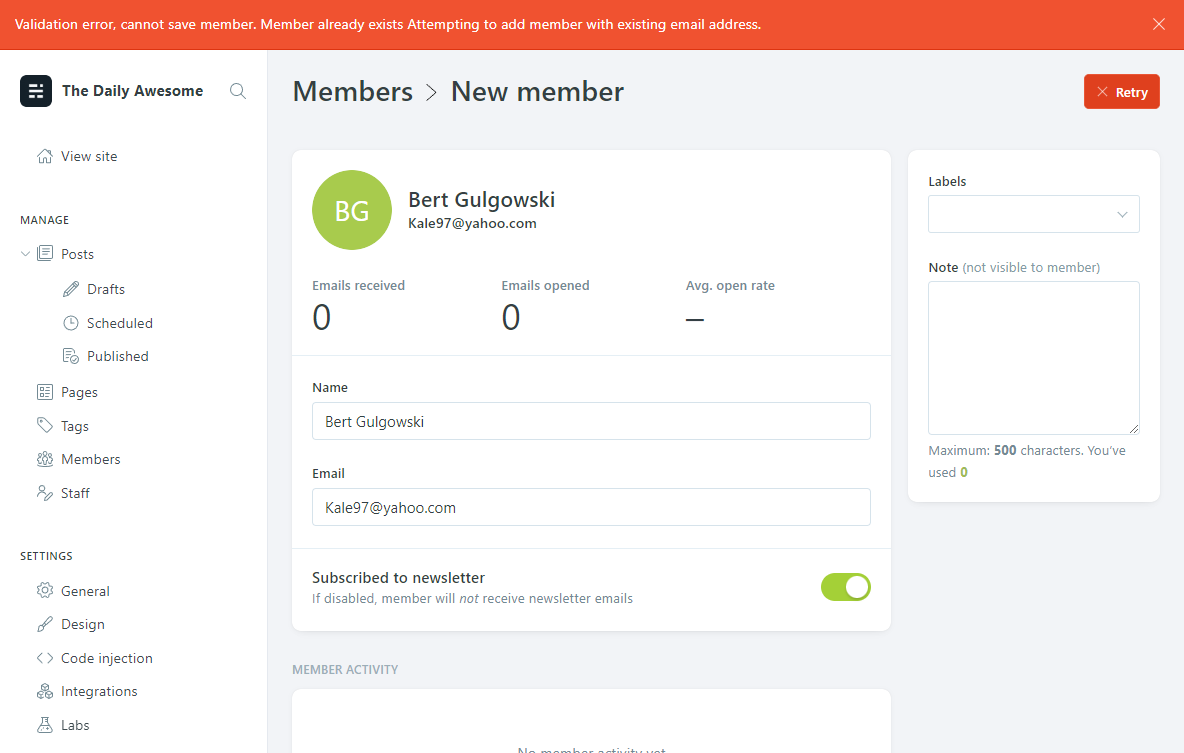 Validation error, cannot save member. Member already exists Attempting to add member with existing email address.
The Daily Awesome
View site
MANAGE
Posts
Drafts
Scheduled
Published
Pages
Tags
Members
Staff
SETTINGS
General
Design
Code injection
Integrations
Labs
Members > New member
Retry
BG
Bert Gulgowski
Kale97@yahoo.com
Emails received
0
Emails opened
0
Avg. open rate
–
Name
Bert Gulgowski
Email
Kale97@yahoo.com
Subscribed to newsletter
If disabled, member will not receive newsletter emails
MEMBER ACTIVITY
No member activity yet
Labels
Note (not visible to member)
Maximum: 500 characters. You've
used 0